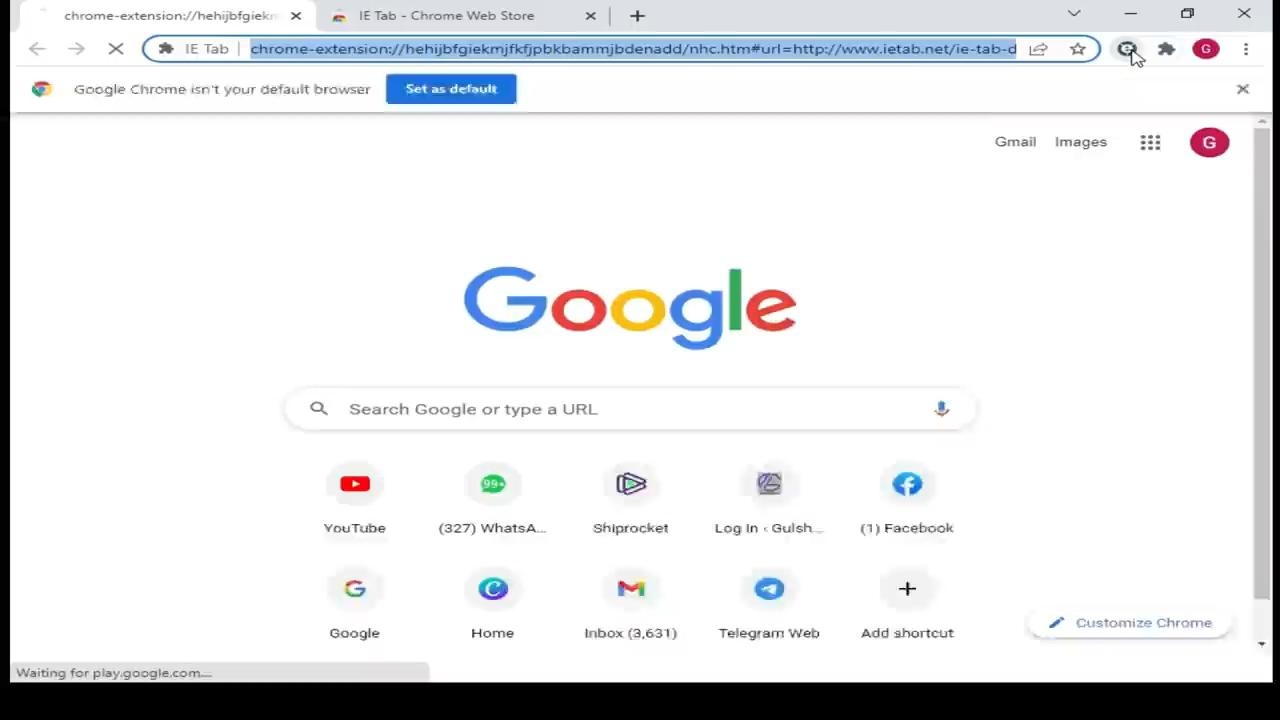 chrome-extension://hehijbfgiekm
IE Tab - Chrome Web Store
IE Tab
chrome-extension://hehijbfgiekmjfkfjpbkbammjbdenadd/nhc.htm#url=http://www.ietab.net/ie-tab-d
G
Google Chrome isn't your default browser
Set as default
Gmail
Images
G
Google
Search Google or type a URL
99+
YouTube
(327) WhatsA...
Shiprocket
Log In ‹ Gulsh...
(1) Facebook
Google
Home
Inbox (3,631)
Telegram Web
Add shortcut
Customize Chrome
Waiting for play.google.com...